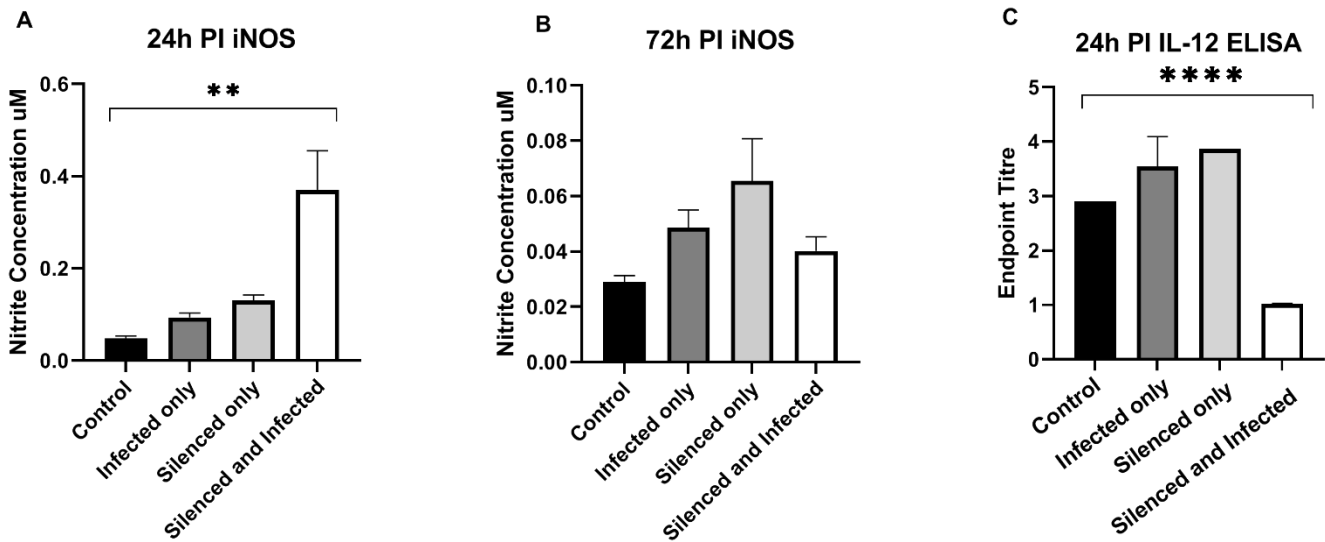 A
24h PI iNOS
**
Nitrite Concentration uM
0.6
0.4
0.2
0.0
Control
Infected only
Silenced only
Silenced and Infected
B
72h PI iNOS
Nitrite Concentration uM
0.10
0.08
0.06
0.04
0.02
0.00
Control
Infected only
Silenced only
Silenced and Infected
C
24h PI IL-12 ELISA
****
Endpoint Titre
5
4
3
2
1
0
Control
Infected only
Silenced only
Silenced and Infected